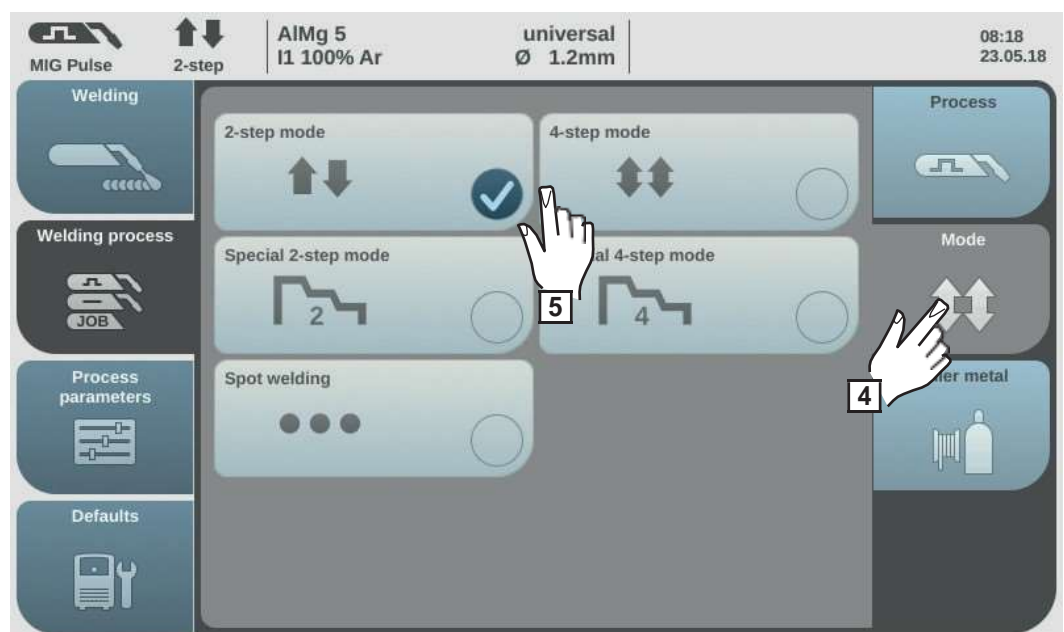 MIG Pulse
2-step
AlMg 5
I1 100% Ar
universal
Ø 1.2mm
08:18
23.05.18
Welding
Welding process
JOB
Process
parameters
Defaults
2-step mode
4-step mode
Special 2-step mode
2
4-step mode
4
Spot welding
5
Process
Mode
4
metal